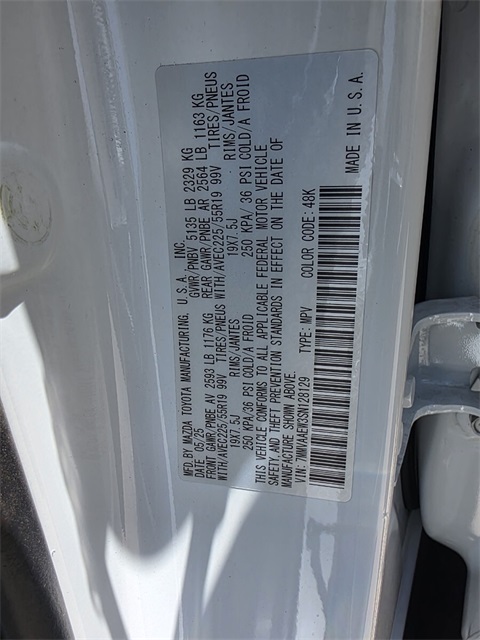 MFD.BY MAZDA TOYOTA MANUFACTURING, U.S.A., INC.
DATE 05/25 GVWR/PNBV 5135 LB 2329 KG
FRONT GAWR/PNBE AV 2593 LB 1176 KG REAR GAWR/PNBE AR 2564 LB 1163 KG
WITH/AVEC225/55R19 99V TIRES/PNEUS WITH/AVEC225/55R19 99V TIRES/PNEUS
19X7.5J RIMS/JANTES 19X7.5J RIMS/JANTES
250 KPA/36 PSI COLD/A FROID 250 KPA/ 36 PSI COLD/A FROID
THIS VEHICLE CONFORMS TO ALL APPLICABLE FEDERAL MOTOR VEHICLE
SAFETY, AND THEFT PREVENTION STANDARDS IN EFFECT ON THE DATE OF
MANUFACTURE SHOWN ABOVE.
VIN: 7MMVAAEW3SN128129 TYPE: MPV COLOR CODE: 48K
MADE IN U.S.A.